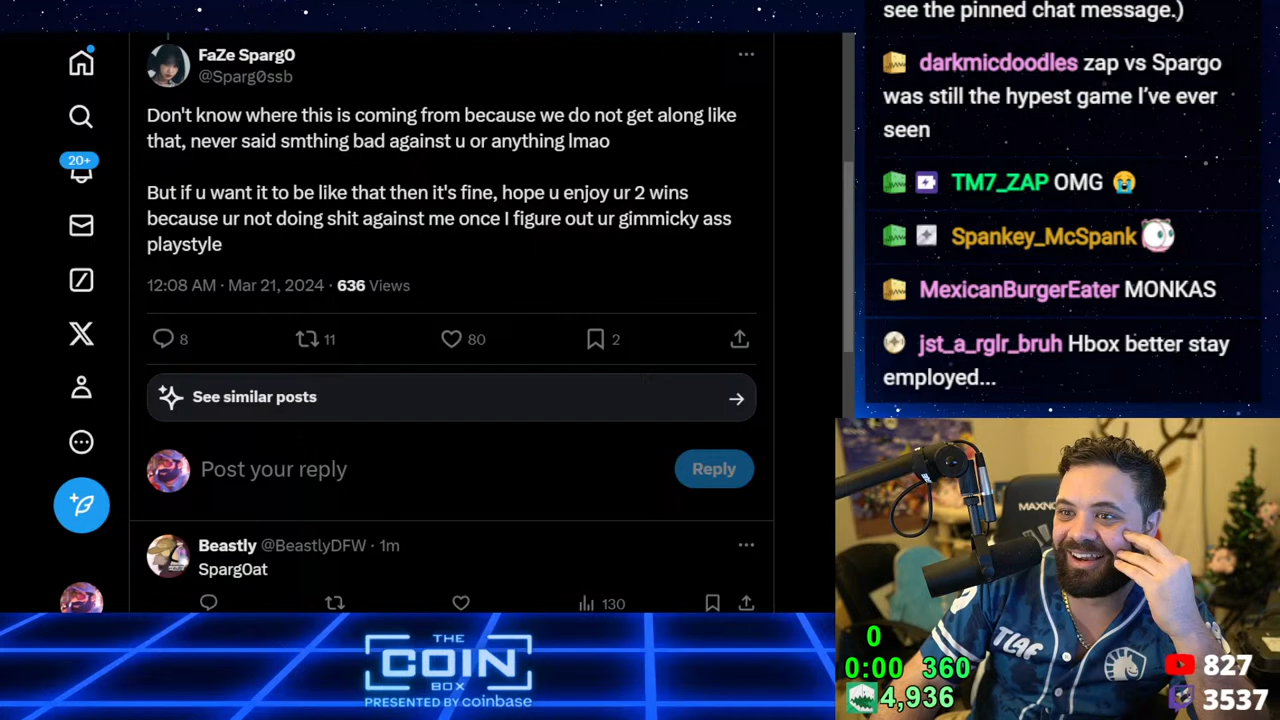 FaZe Sparg0
@Sparg0ssb
Don't know where this is coming from because we do not get along like
that, never said smthing bad against u or anything lmao
But if u want it to be like that then it's fine, hope u enjoy ur 2 wins
because ur not doing shit against me once I figure out ur gimmicky ass
playstyle
12:08 AM · Mar 21, 2024 · 636 Views
8 11 80 2
See similar posts
Post your reply
Reply
Beastly @BeastlyDFW · 1m
Sparg0at
130
20+
THE
COIN
BOX
PRESENTED BY coinbase
see the pinned chat message.)
darkmicdoodles zap vs Spargo
was still the hypest game I've ever
seen
TM7_ZAP OMG 😭
Spankey_McSpank
MexicanBurgerEater MONKAS
jst_a_rglr_bruh Hbox better stay
employed...
MAXNO
TLAF
0
0:00 360
4,936
827
3537